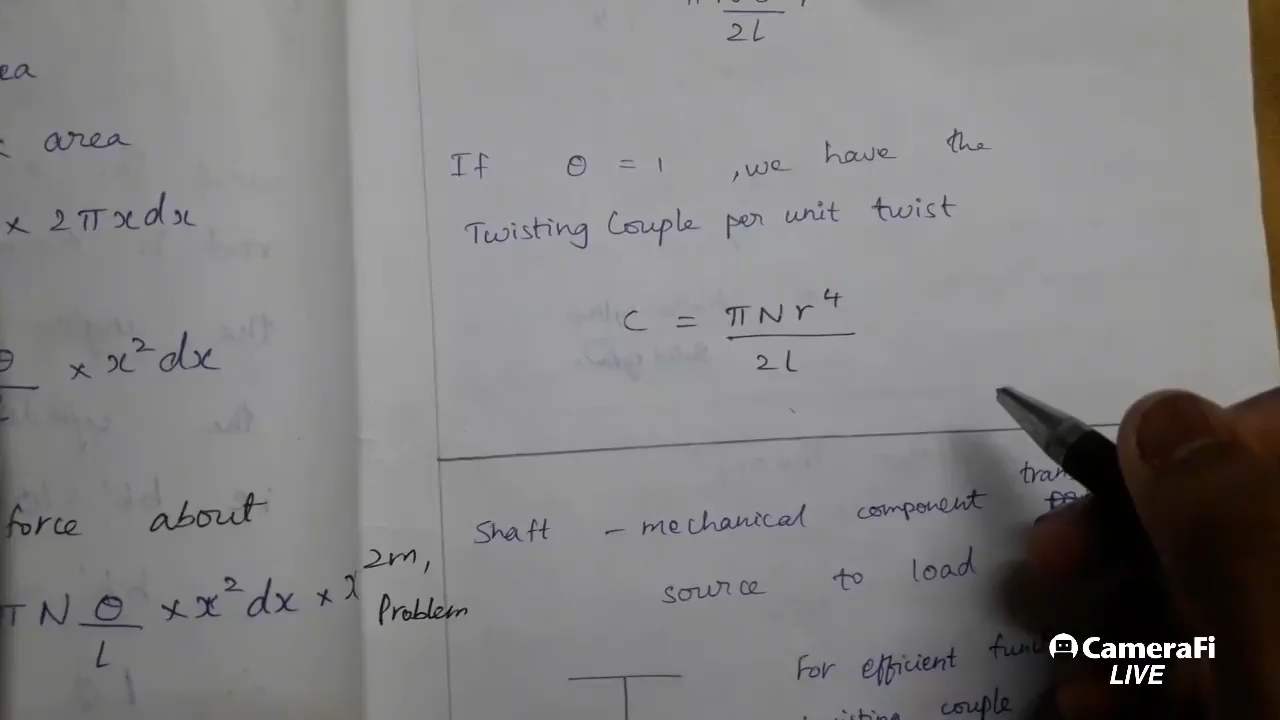 ea
area
× 2πxdx
× x²dx
force about
πN θ/L × x²dx × x
2m,
Problem
2L
If θ = 1 , we have the
Twisting Couple per unit twist
C = πNr⁴
2L
Shaft – mechanical component
source to load
For efficient
couple
CameraFi
LIVE